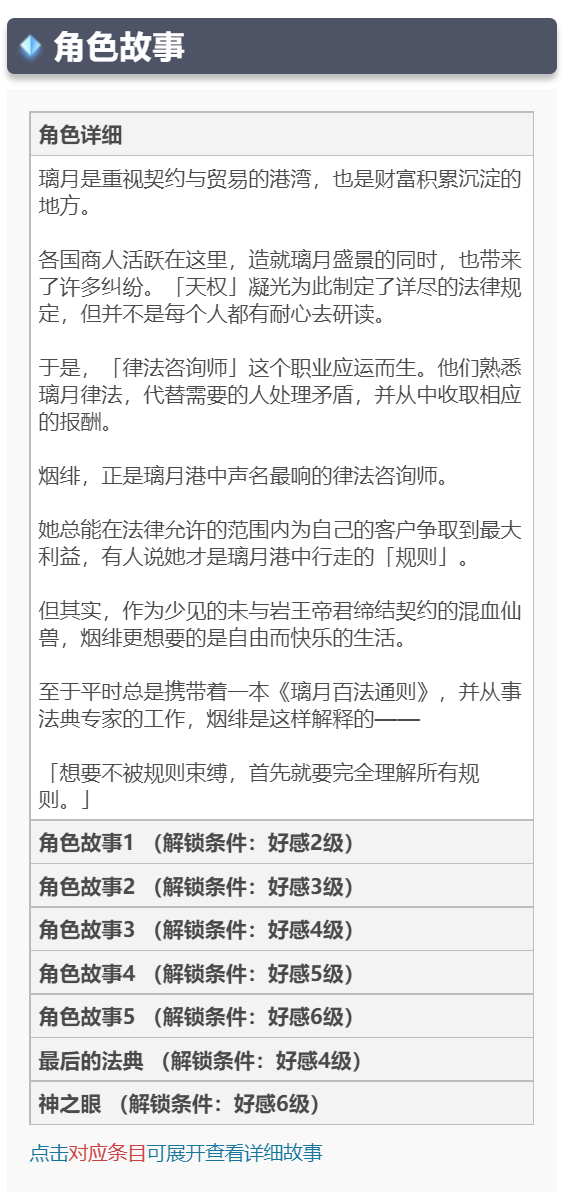 角色故事
角色详细
璃月是重视契约与贸易的港湾，也是财富积累沉淀的
地方。
各国商人活跃在这里，造就璃月盛景的同时，也带来
了许多纠纷。「天权」凝光为此制定了详尽的法律规
定，但并不是每个人都有耐心去研读。
于是，「律法咨询师」这个职业应运而生。他们熟悉
璃月律法，代替需要的人处理矛盾，并从中收取相应
的报酬。
烟绯，正是璃月港中声名最响的律法咨询师。
她总能在法律允许的范围内为自己的客户争取到最大
利益，有人说她才是璃月港中行走的「规则」。
但其实，作为少见的未与岩王帝君缔结契约的混血仙
兽，烟绯更想要的是自由而快乐的生活。
至于平时总是携带着一本《璃月百法通则》，并从事
法典专家的工作，烟绯是这样解释的——
「想要不被规则束缚，首先就要完全理解所有规
则。」
角色故事1 （解锁条件：好感2级）
角色故事2 （解锁条件：好感3级）
角色故事3 （解锁条件：好感4级）
角色故事4 （解锁条件：好感5级）
角色故事5 （解锁条件：好感6级）
最后的法典 （解锁条件：好感4级）
神之眼 （解锁条件：好感6级）
点击对应条目可展开查看详细故事